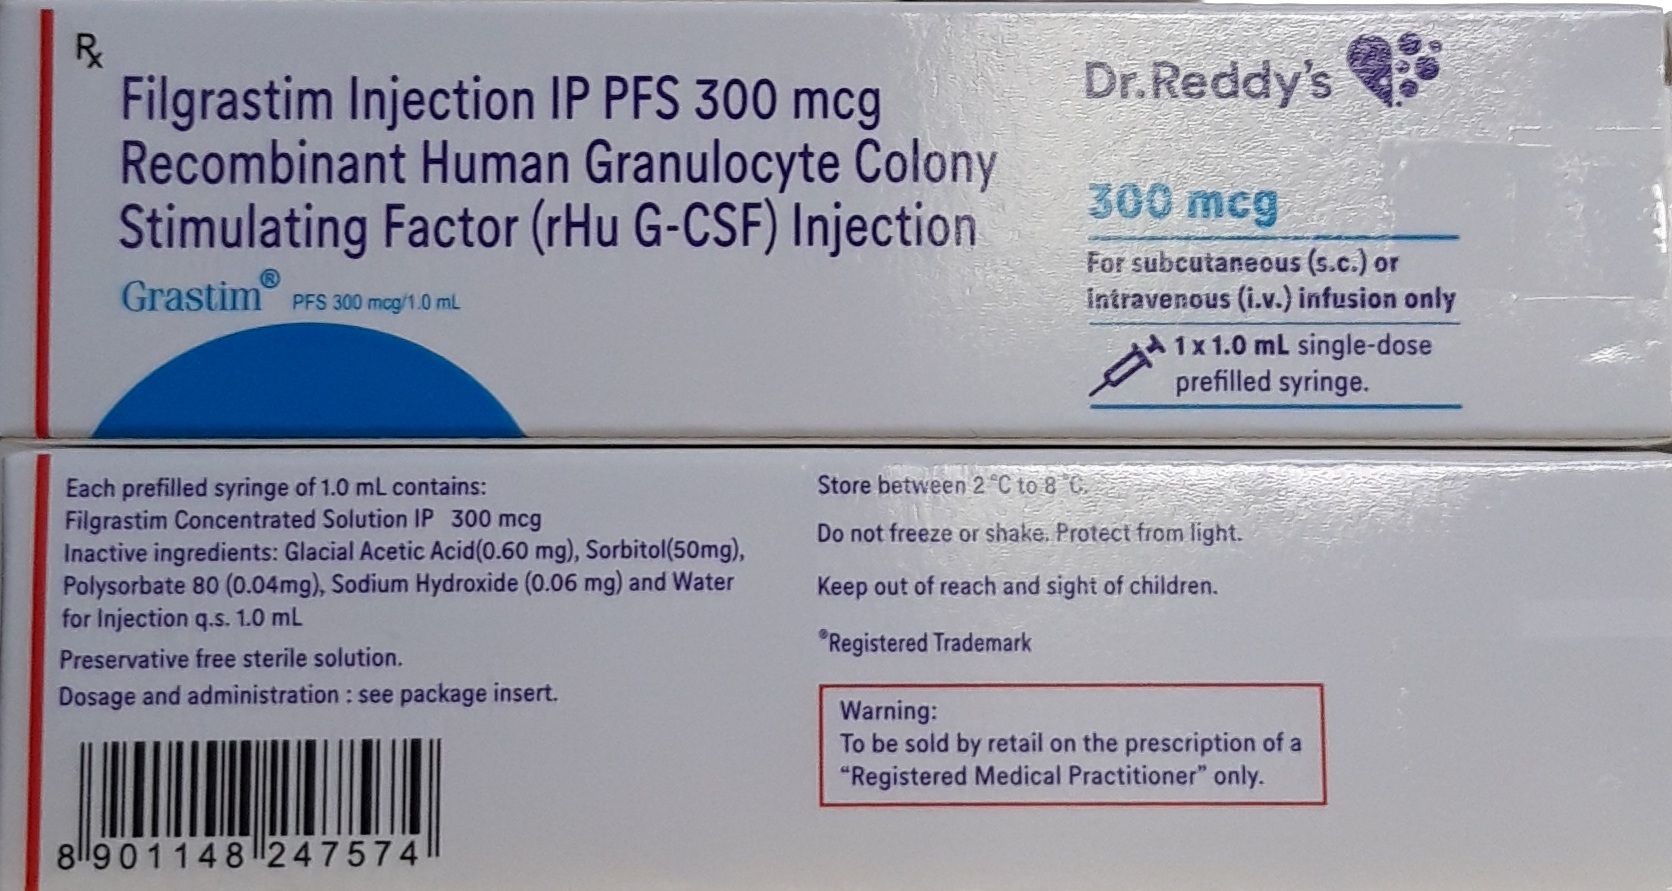 Rx
Filgrastim Injection IP PFS 300 mcg
Recombinant Human Granulocyte Colony
Stimulating Factor (rHu G-CSF) Injection
Grastim® PFS 300 mcg/1.0 mL
Dr.Reddy's
300 mcg
For subcutaneous (s.c.) or
intravenous (i.v.) infusion only
1 x 1.0 mL single-dose
prefilled syringe.
Each prefilled syringe of 1.0 mL contains:
Filgrastim Concentrated Solution IP 300 mcg
Inactive ingredients: Glacial Acetic Acid(0.60 mg), Sorbitol(50mg),
Polysorbate 80 (0.04mg), Sodium Hydroxide (0.06 mg) and Water
for Injection q.s. 1.0 mL
Preservative free sterile solution.
Dosage and administration : see package insert.
8 901148 247574
Store between 2 °C to 8 °C.
Do not freeze or shake. Protect from light.
Keep out of reach and sight of children.
®Registered Trademark
Warning:
To be sold by retail on the prescription of a
“Registered Medical Practitioner” only.